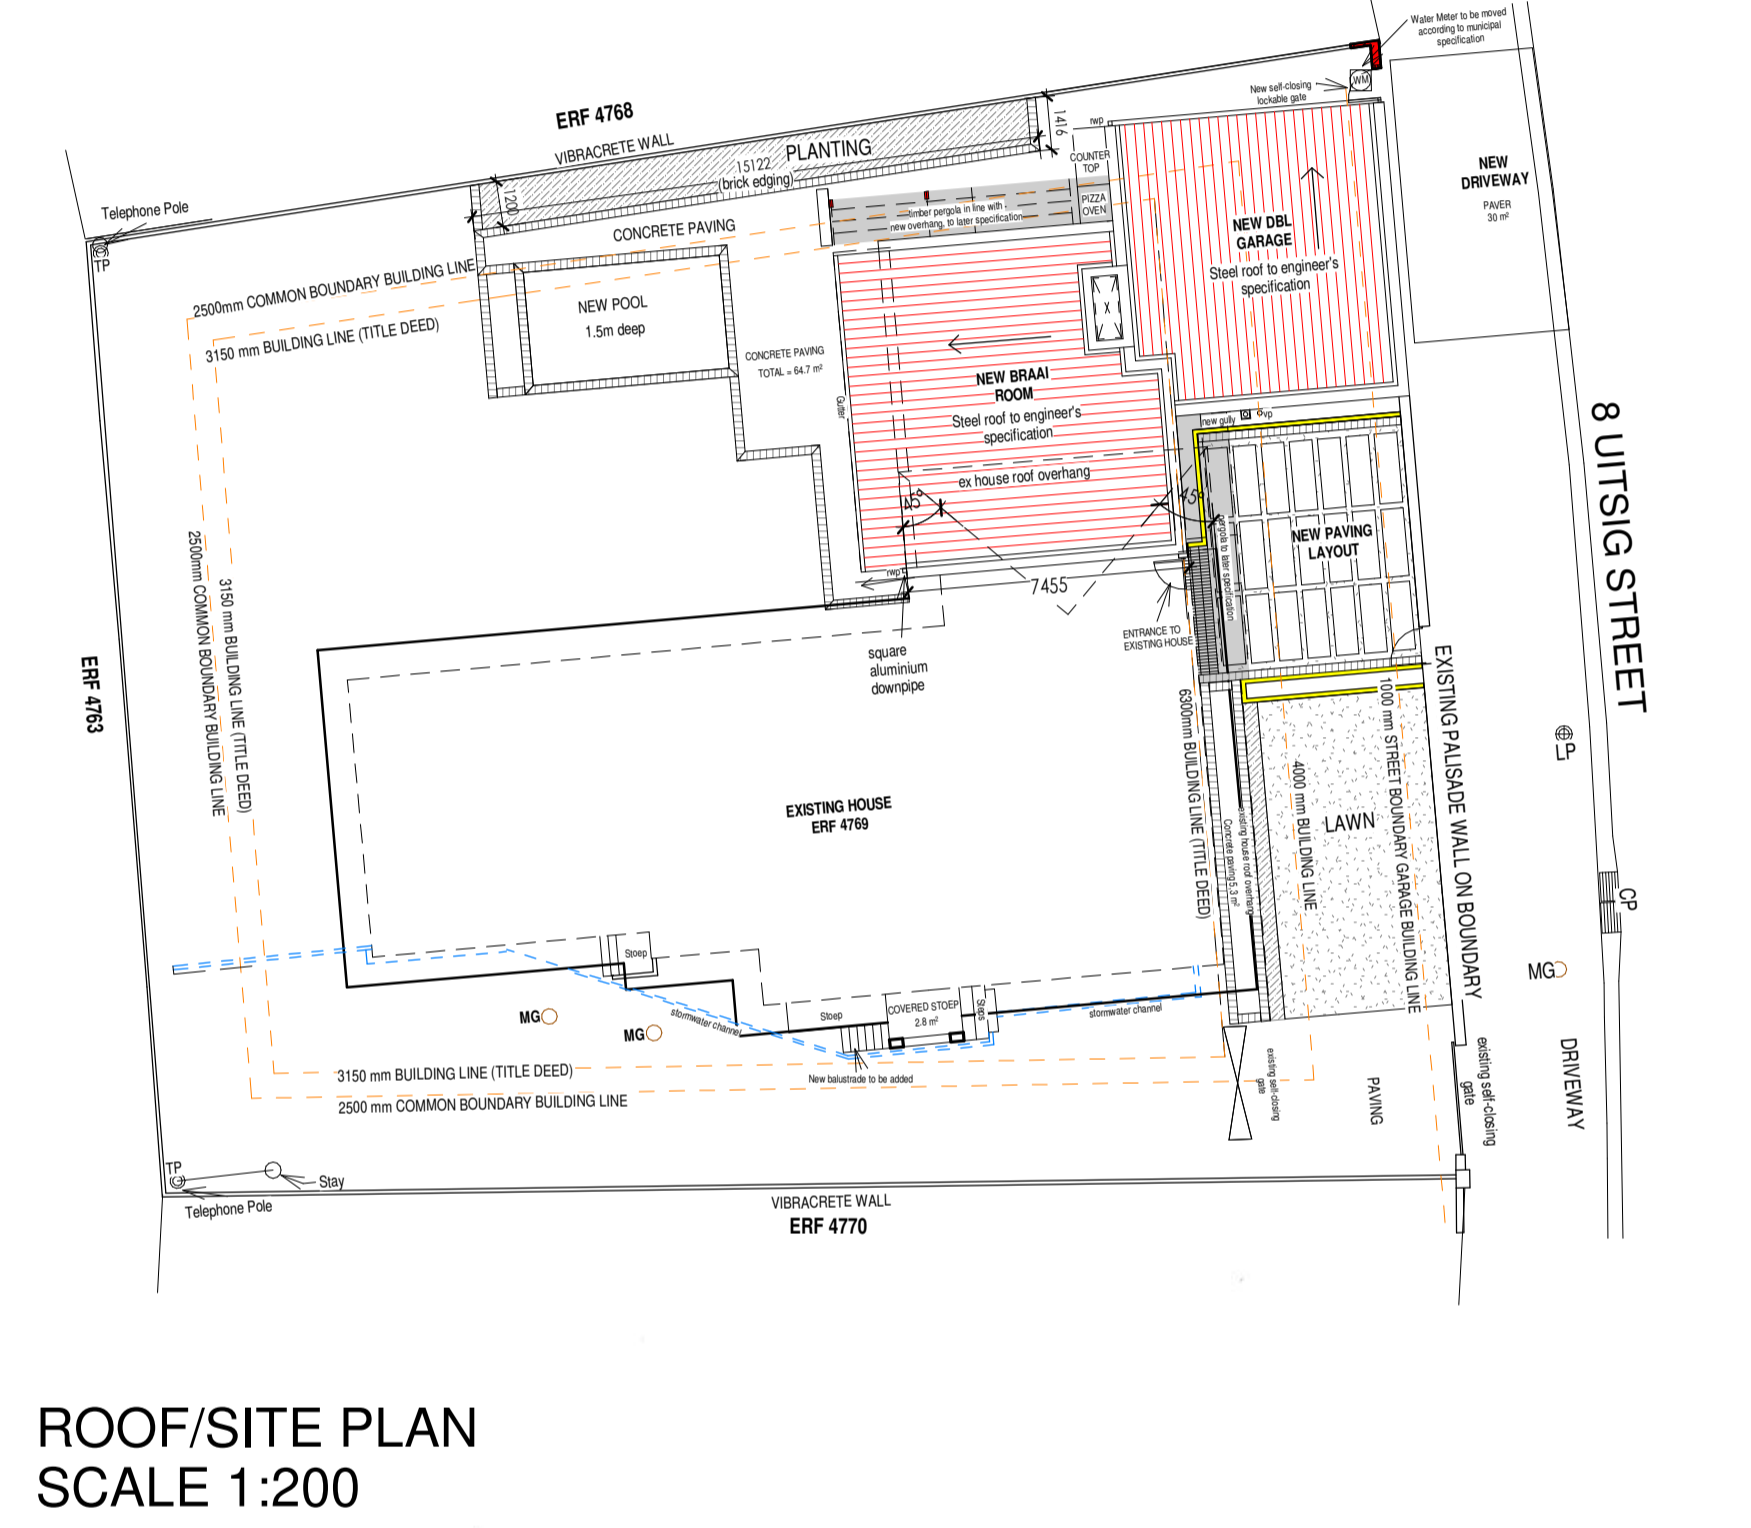 Water Meter to be moved
according to municipal
specification
WM
New self-closing
lockable gate
ERF 4768
VIBRACRETE WALL
PLANTING
15122
(brick edging)
1416
1200
rwp
COUNTER
TOP
PIZZA
OVEN
NEW
DRIVEWAY
PAVER
30 m²
Telephone Pole
TP
CONCRETE PAVING
timber pergola in line with
new overhang, to later specification
NEW DBL
GARAGE
Steel roof to engineer's
specification
2500mm COMMON BOUNDARY BUILDING LINE
3150 mm BUILDING LINE (TITLE DEED)
NEW POOL
1.5m deep
CONCRETE PAVING
TOTAL = 64.7 m²
Gutter
NEW BRAAI
ROOM
Steel roof to engineer's
specification
ex house roof overhang
45°
45°
new gully
vp
8 UITSIG STREET
NEW PAVING
LAYOUT
pergola to later specification
2500mm COMMON BOUNDARY BUILDING LINE
3150 mm BUILDING LINE (TITLE DEED)
rwp
7455
ENTRANCE TO
EXISTING HOUSE
square
aluminium
downpipe
ERF 4763
EXISTING HOUSE
ERF 4769
6300mm BUILDING LINE (TITLE DEED)
Concrete paving 5.3 m²
existing house roof overhang
4000 mm BUILDING LINE
LAWN
1000 mm STREET BOUNDARY GARAGE BUILDING LINE
EXISTING PALISADE WALL ON BOUNDARY
LP
CP
MG
Stoep
MG
MG
stormwater channel
Stoep
COVERED STOEP
2.8 m²
Steps
stormwater channel
New balustrade to be added
3150 mm BUILDING LINE (TITLE DEED)
2500 mm COMMON BOUNDARY BUILDING LINE
existing self-closing
gate
PAVING
existing self-closing
gate
DRIVEWAY
TP
Stay
Telephone Pole
VIBRACRETE WALL
ERF 4770
ROOF/SITE PLAN
SCALE 1:200